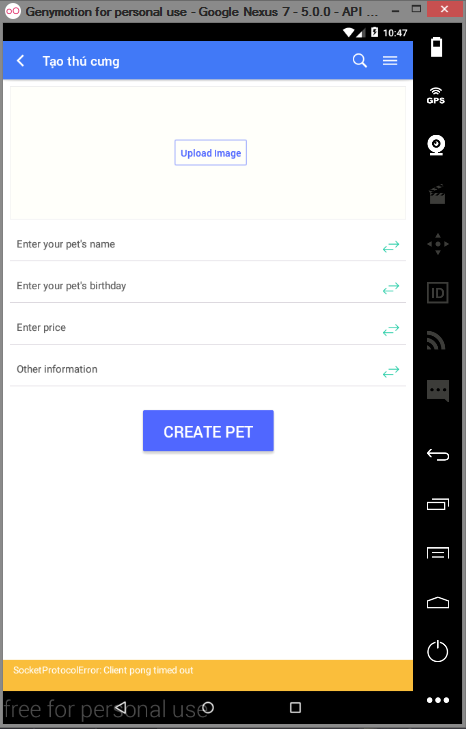 Genymotion for personal use - Google Nexus 7 - 5.0.0 - API ...
10:47
Tạo thú cưng
GPS
Upload Image
Enter your pet's name
Enter your pet's birthday
ID
Enter price
Other information
CREATE PET
SocketProtocolError: Client pong timed out
free for personal use